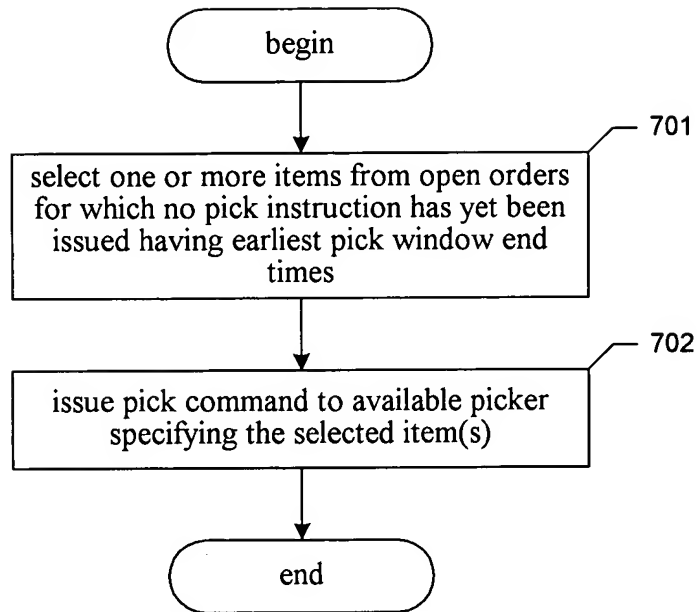 begin
701
select one or more items from open orders
for which no pick instruction has yet been
issued having earliest pick window end
times
702
issue pick command to available picker
specifying the selected item(s)
end